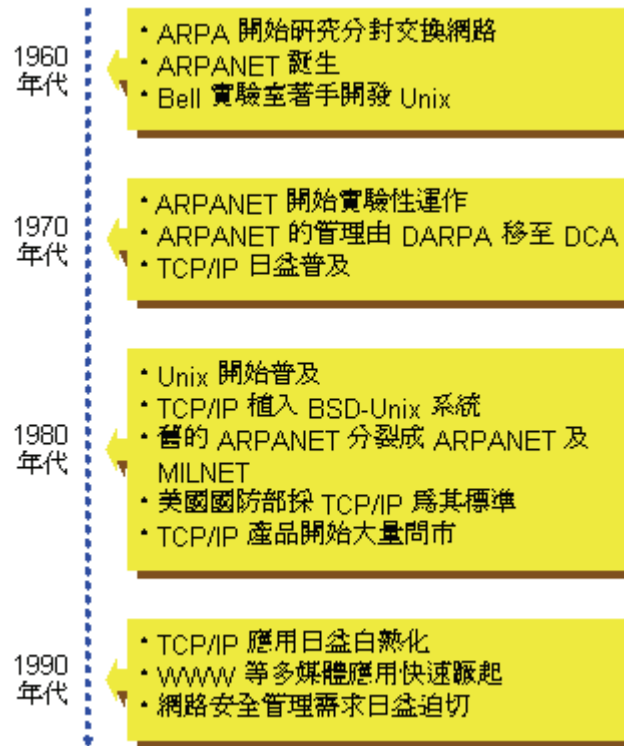 1960
年代
・ARPA 開始研究分封交換網路
・ARPANET 誕生
・Bell 實驗室著手開發 Unix
1970
年代
・ARPANET 開始實驗性運作
・ARPANET 的管理由 DARPA 移至 DCA
・TCP/IP 日益普及
1980
年代
・Unix 開始普及
・TCP/IP 植入 BSD-Unix 系統
・舊的 ARPANET 分裂成 ARPANET 及
MILNET
・美國國防部採 TCP/IP 爲其標準
・TCP/IP 產品開始大量問市
1990
年代
・TCP/IP 應用日益白熱化
・WWW 等多媒體應用快速蹶起
・網路安全管理需求日益迫切